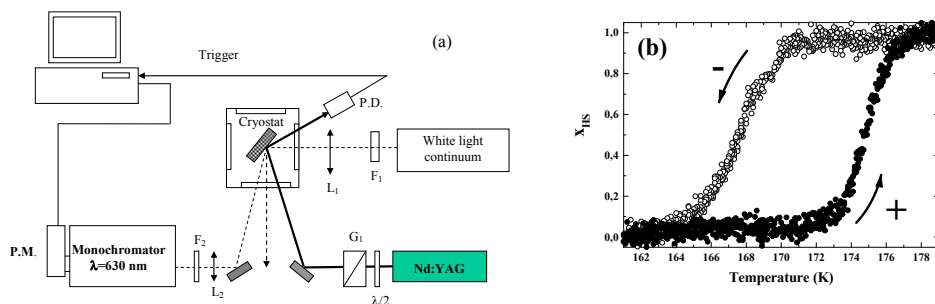 (a)
Trigger
P.D.
Cryostat
White light
continuum
L₁
F₁
P.M.
Monochromator
λ=630 nm
F₂
L₂
G₁
λ/2
Nd:YAG
(b)
-
+
x_HS
1,0
0,8
0,6
0,4
0,2
0,0
162 164 166 168 170 172 174 176 178
Temperature (K)